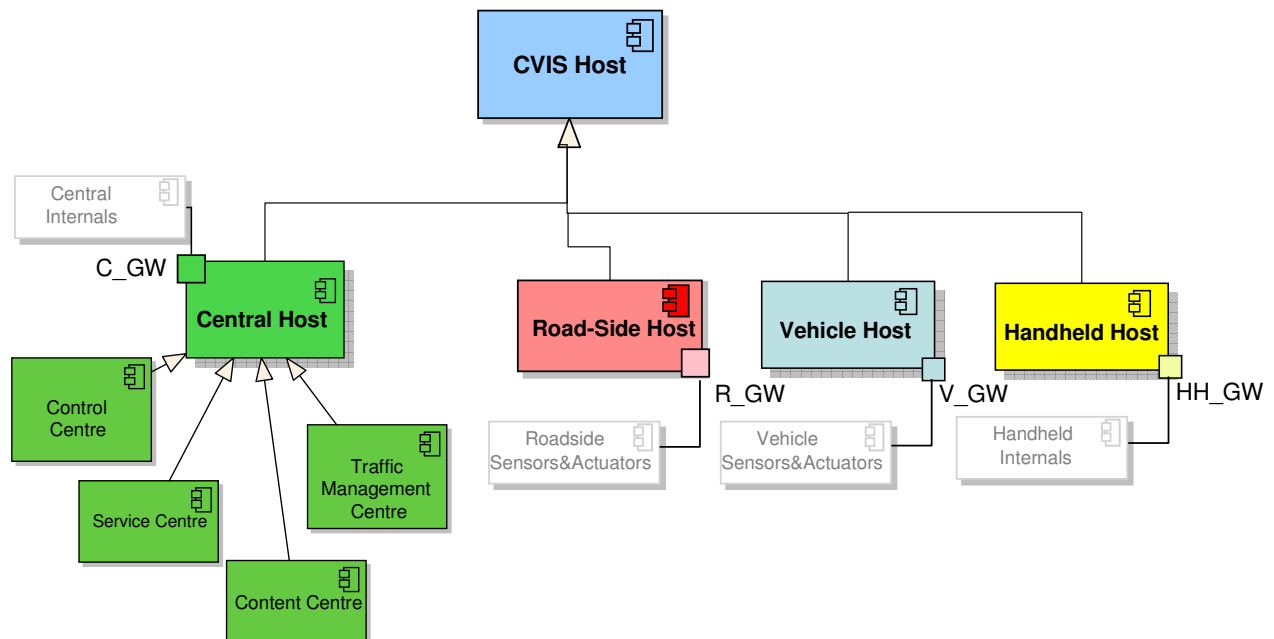 CVIS Host
Central
Internals
C_GW
Central Host
Road-Side Host
Vehicle Host
Handheld Host
R_GW
V_GW
HH_GW
Control
Centre
Roadside
Sensors&Actuators
Vehicle
Sensors&Actuators
Handheld
Internals
Traffic
Management
Centre
Service Centre
Content Centre